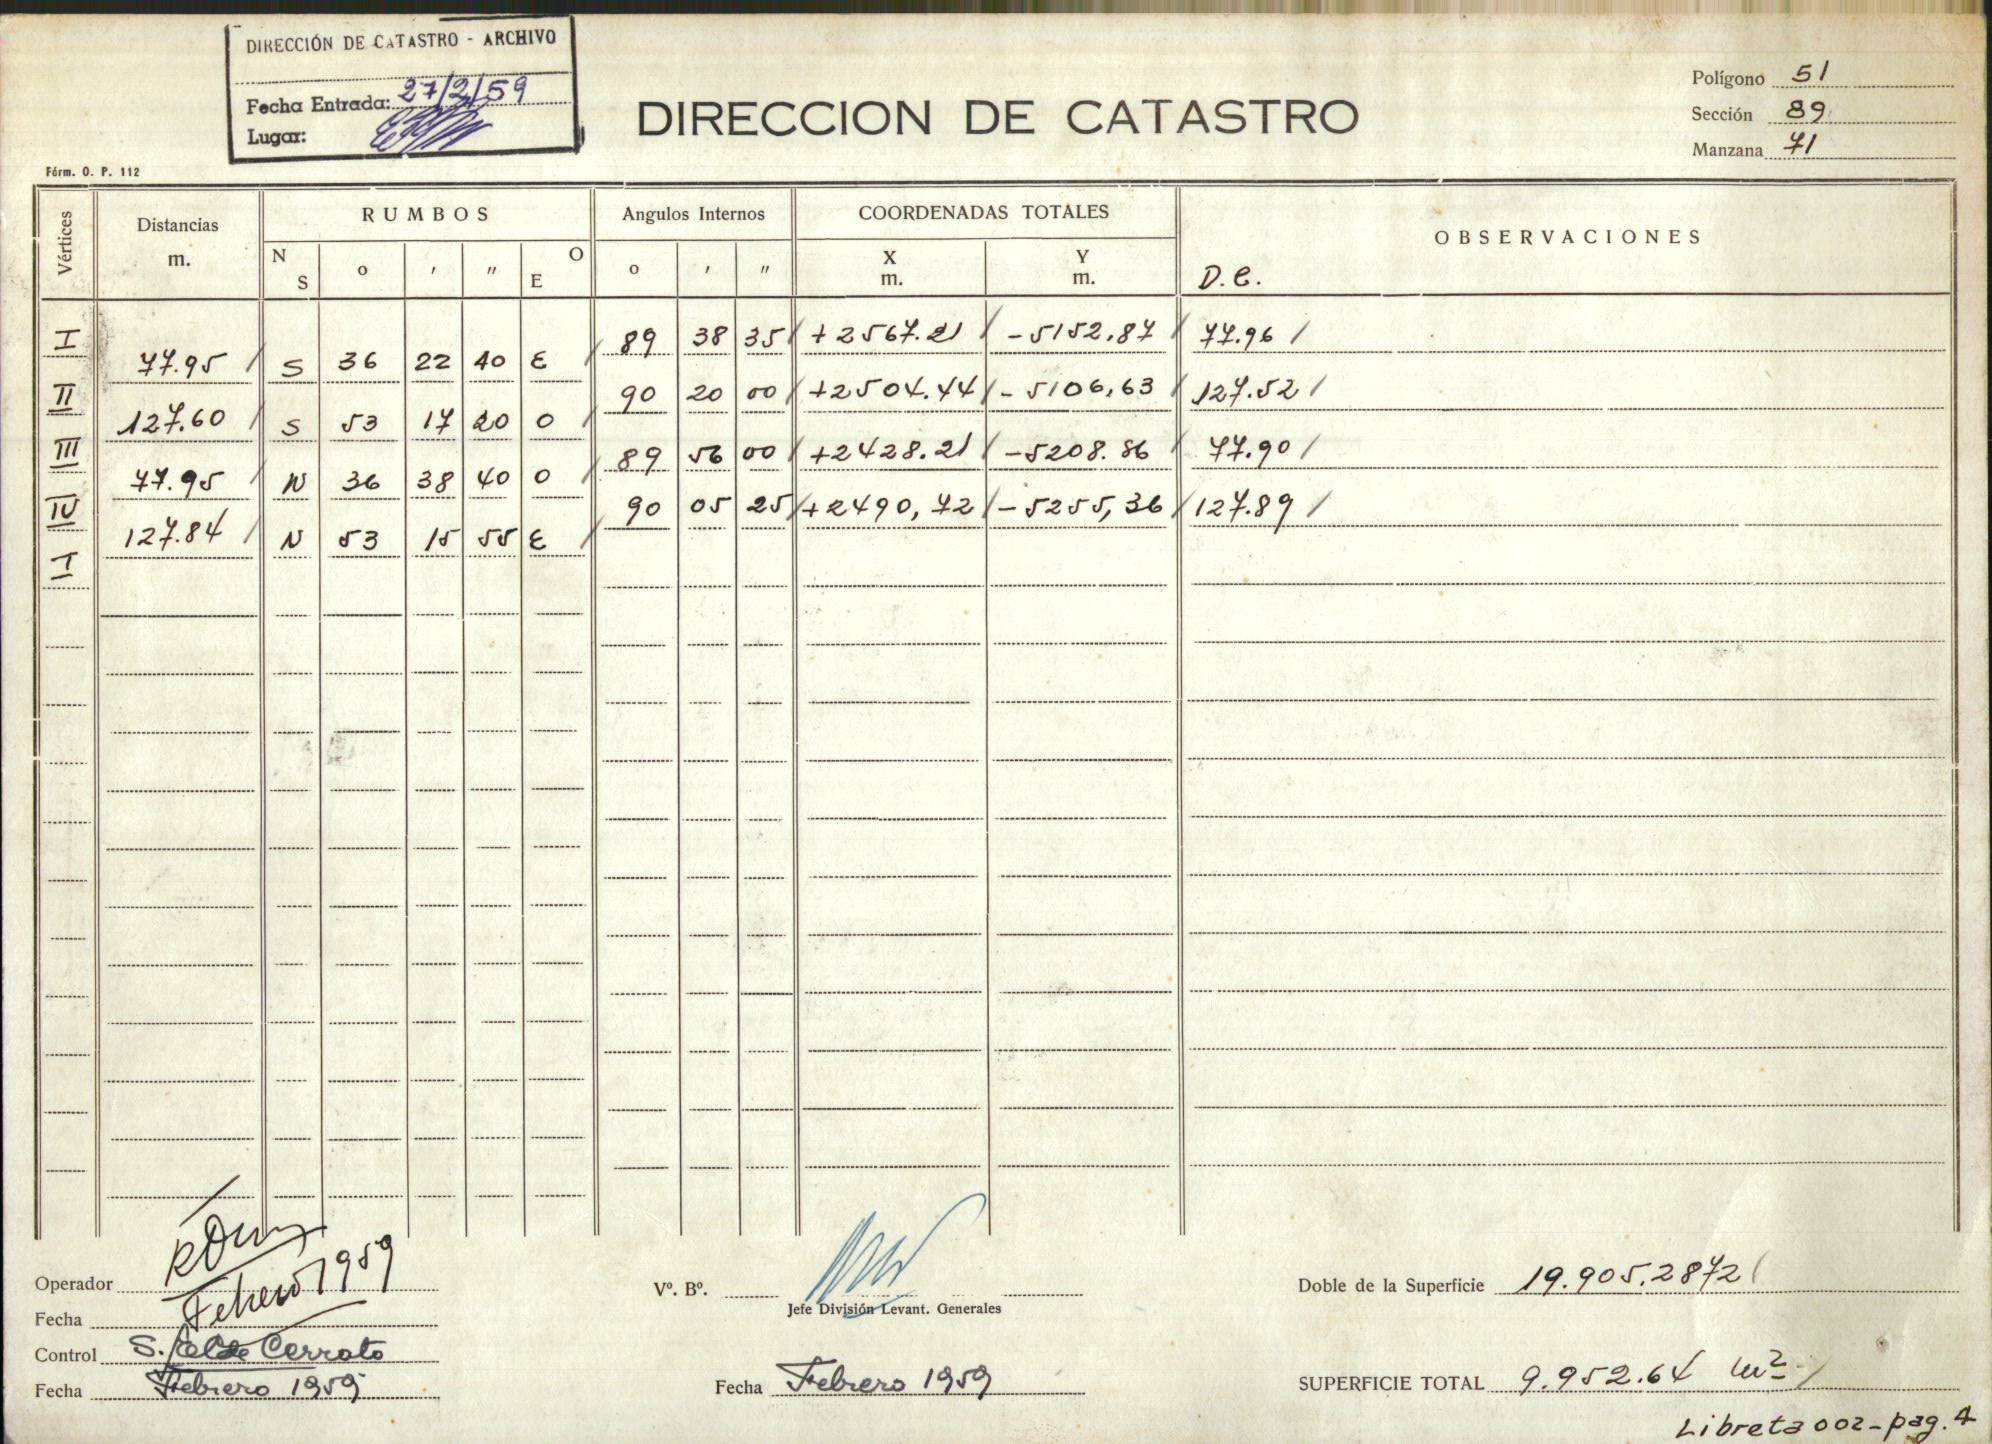 DIRECCIÓN DE CATASTRO - ARCHIVO
Fecha Entrada: 27/2/59
Lugar:
DIRECCION DE CATASTRO
Polígono 51
Sección 89
Manzana 71
Fórm. O. P. 112
Vértices Distancias m. RUMBOS Angulos Internos COORDENADAS TOTALES OBSERVACIONES
N S o ' " O E o ' " X m. Y m. D.C.
I 89 38 35 / +2567.21 / -5152.87 / 77.96 /
77.95 / S 36 22 40 E /
II 90 20 00 / +2504.44 / -5106,63 / 127.52 /
127.60 / S 53 17 20 O /
III 89 56 00 / +2428.21 / -5208.86 / 77.90 /
77.95 / N 36 38 40 O /
IV 90 05 25 / +2490,72 / -5255,36 / 127.89 /
127.84 / N 53 15 55 E /
I
Operador
Fecha Febrero 1959
Control S. Cerrato
Fecha Febrero 1959
Vº. Bº.
Jefe División Levant. Generales
Fecha Febrero 1959
Doble de la Superficie 19.905.2872 /
SUPERFICIE TOTAL 9.952.64 m² /
Libreta 002-pag. 4